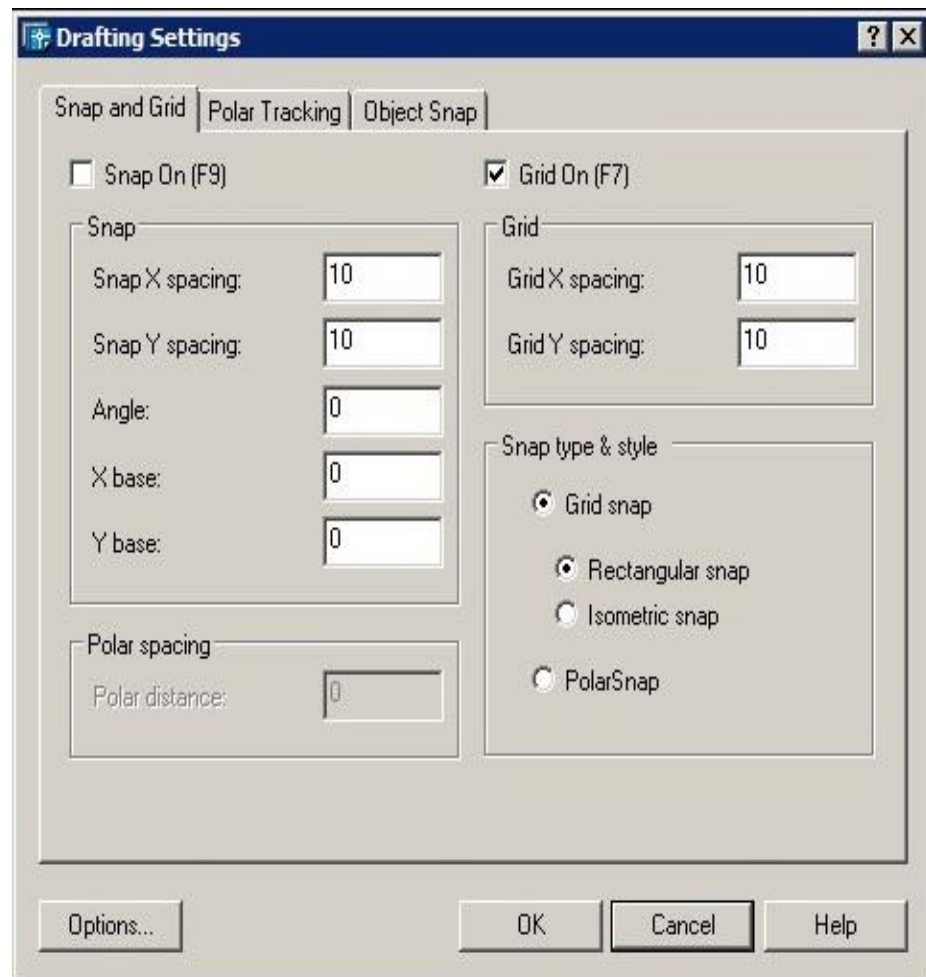 Drafting Settings
Snap and Grid
Polar Tracking
Object Snap
Snap On (F9)
Grid On (F7)
Snap
Snap X spacing: 10
Snap Y spacing: 10
Angle: 0
X base: 0
Y base: 0
Grid
Grid X spacing: 10
Grid Y spacing: 10
Snap type & style
Grid snap
Rectangular snap
Isometric snap
PolarSnap
Polar spacing
Polar distance: 0
Options...
OK
Cancel
Help